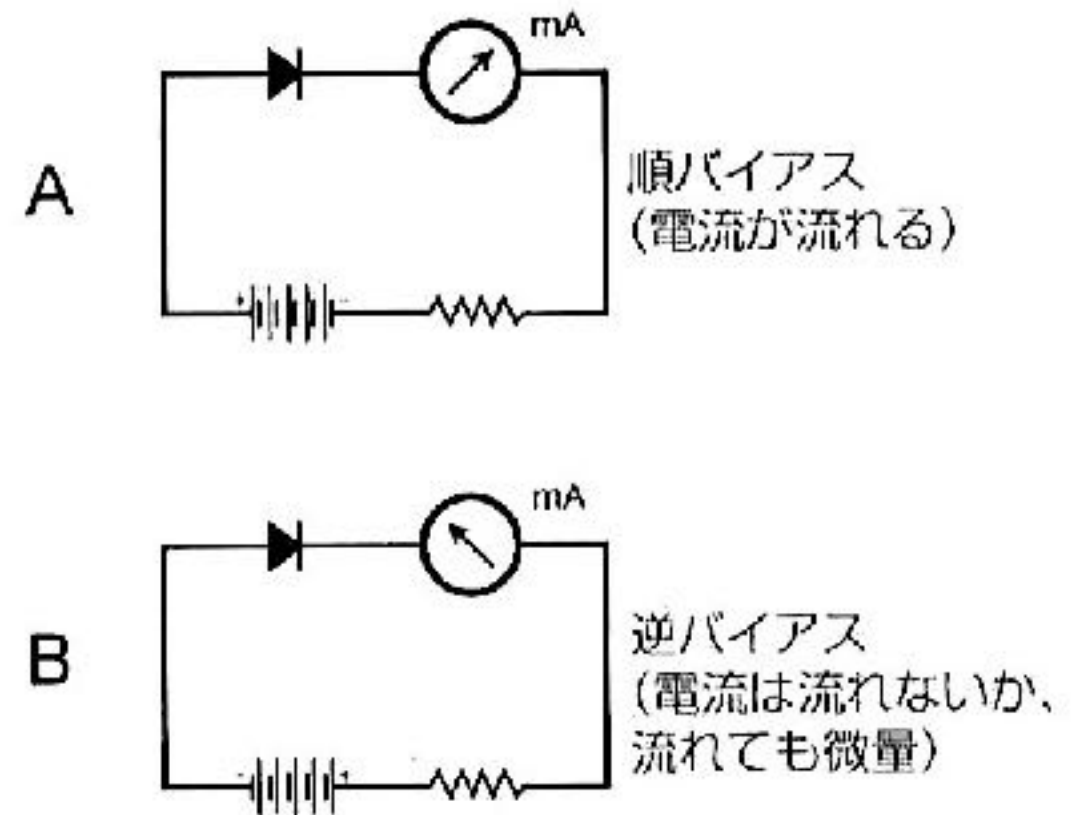 mA
A
順バイアス
(電流が流れる)
+ -
mA
B
逆バイアス
(電流は流れないか、
流れても微量)
- +